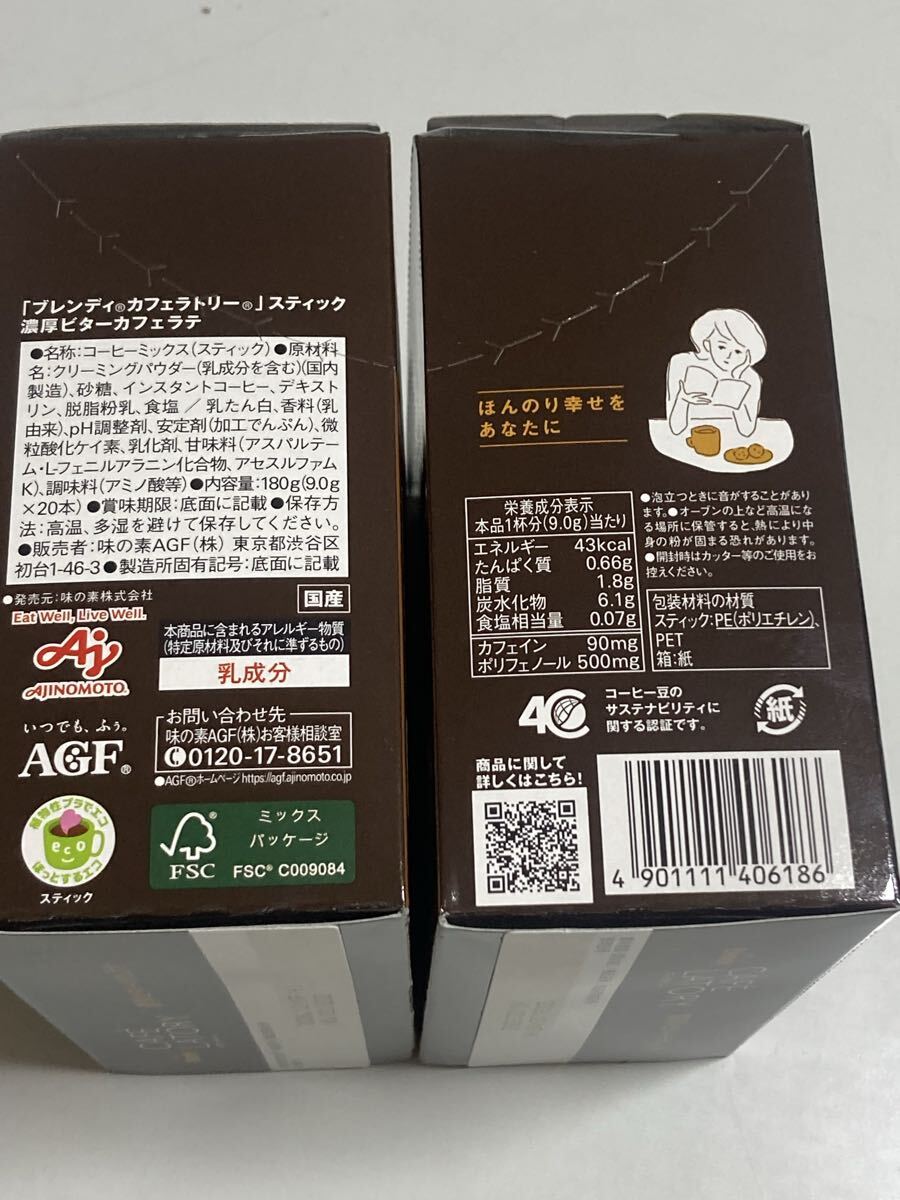 「ブレンディ®カフェラトリー®」スティック
濃厚ビターカフェラテ
●名称:コーヒーミックス(スティック)●原材料
名:クリーミングパウダー(乳成分を含む)(国内
製造)、砂糖、インスタントコーヒー、デキスト
リン、脱脂粉乳、食塩/乳たん白、香料(乳
由来)、pH調整剤、安定剤(加工でんぷん)、微
粒酸化ケイ素、乳化剤、甘味料(アスパルテー
ム・L-フェニルアラニン化合物、アセスルファム
K)、調味料(アミノ酸等)●内容量:180g(9.0g
×20本)●賞味期限:底面に記載●保存方
法:高温、多湿を避けて保存してください。
●販売者:味の素AGF(株) 東京都渋谷区
初台1-46-3●製造所固有記号:底面に記載
●発売元:味の素株式会社
Eat Well, Live Well.
Aj
AJINOMOTO®
国産
本商品に含まれるアレルギー物質
(特定原材料及びそれに準ずるもの)
乳成分
いつでも、ふぅ。
AGF®
お問い合わせ先
味の素AGF(株)お客様相談室
0120-17-8651
●AGF®ホームページ https://agf.ajinomoto.co.jp
植物性プラでエコ
eco
ほっとするエコ
スティック
FSC
ミックス
パッケージ
FSC® C009084
ほんのり幸せを
あなたに
栄養成分表示
本品1杯分(9.0g)当たり
エネルギー 43kcal
たんぱく質 0.66g
脂質 1.8g
炭水化物 6.1g
食塩相当量 0.07g
カフェイン 90mg
ポリフェノール 500mg
●泡立つときに音がすることがあり
ます。●オーブンの上など高温にな
る場所に保管すると、熱により中
身の粉が固まる恐れがあります。
●開封時はカッター等のご使用をお
控えください。
包装材料の材質
スティック:PE(ポリエチレン)、
PET
箱:紙
4C
コーヒー豆の
サステナビリティに
関する認証です。
紙
商品に関して
詳しくはこちら!
4 901111 406186